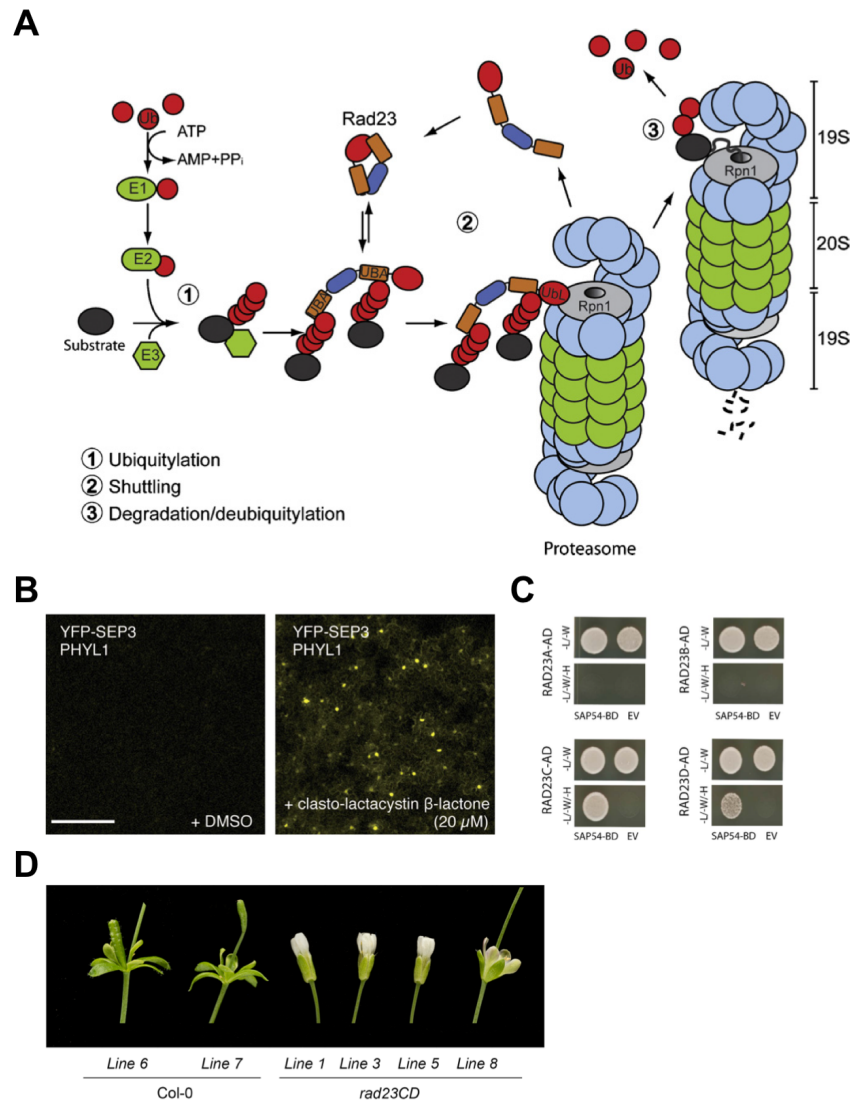 A
Ub
ATP
AMP+PPi
E1
E2
Substrate
E3
①
Rad23
UBA
②
UbL
Rpn1
Ub
③
Rpn1
19S
20S
19S
① Ubiquitylation
② Shuttling
③ Degradation/deubiquitylation
Proteasome
B
YFP-SEP3
PHYL1
+ DMSO
YFP-SEP3
PHYL1
+ clasto-lactacystin β-lactone
(20 µM)
C
RAD23A-AD
-L/-W
-L/-W/-H
SAP54-BD EV
RAD23B-AD
-L/-W
-L/-W/-H
SAP54-BD EV
RAD23C-AD
-L/-W
-L/-W/-H
SAP54-BD EV
RAD23D-AD
-L/-W
-L/-W/-H
SAP54-BD EV
D
Line 6 Line 7 Line 1 Line 3 Line 5 Line 8
Col-0 rad23CD